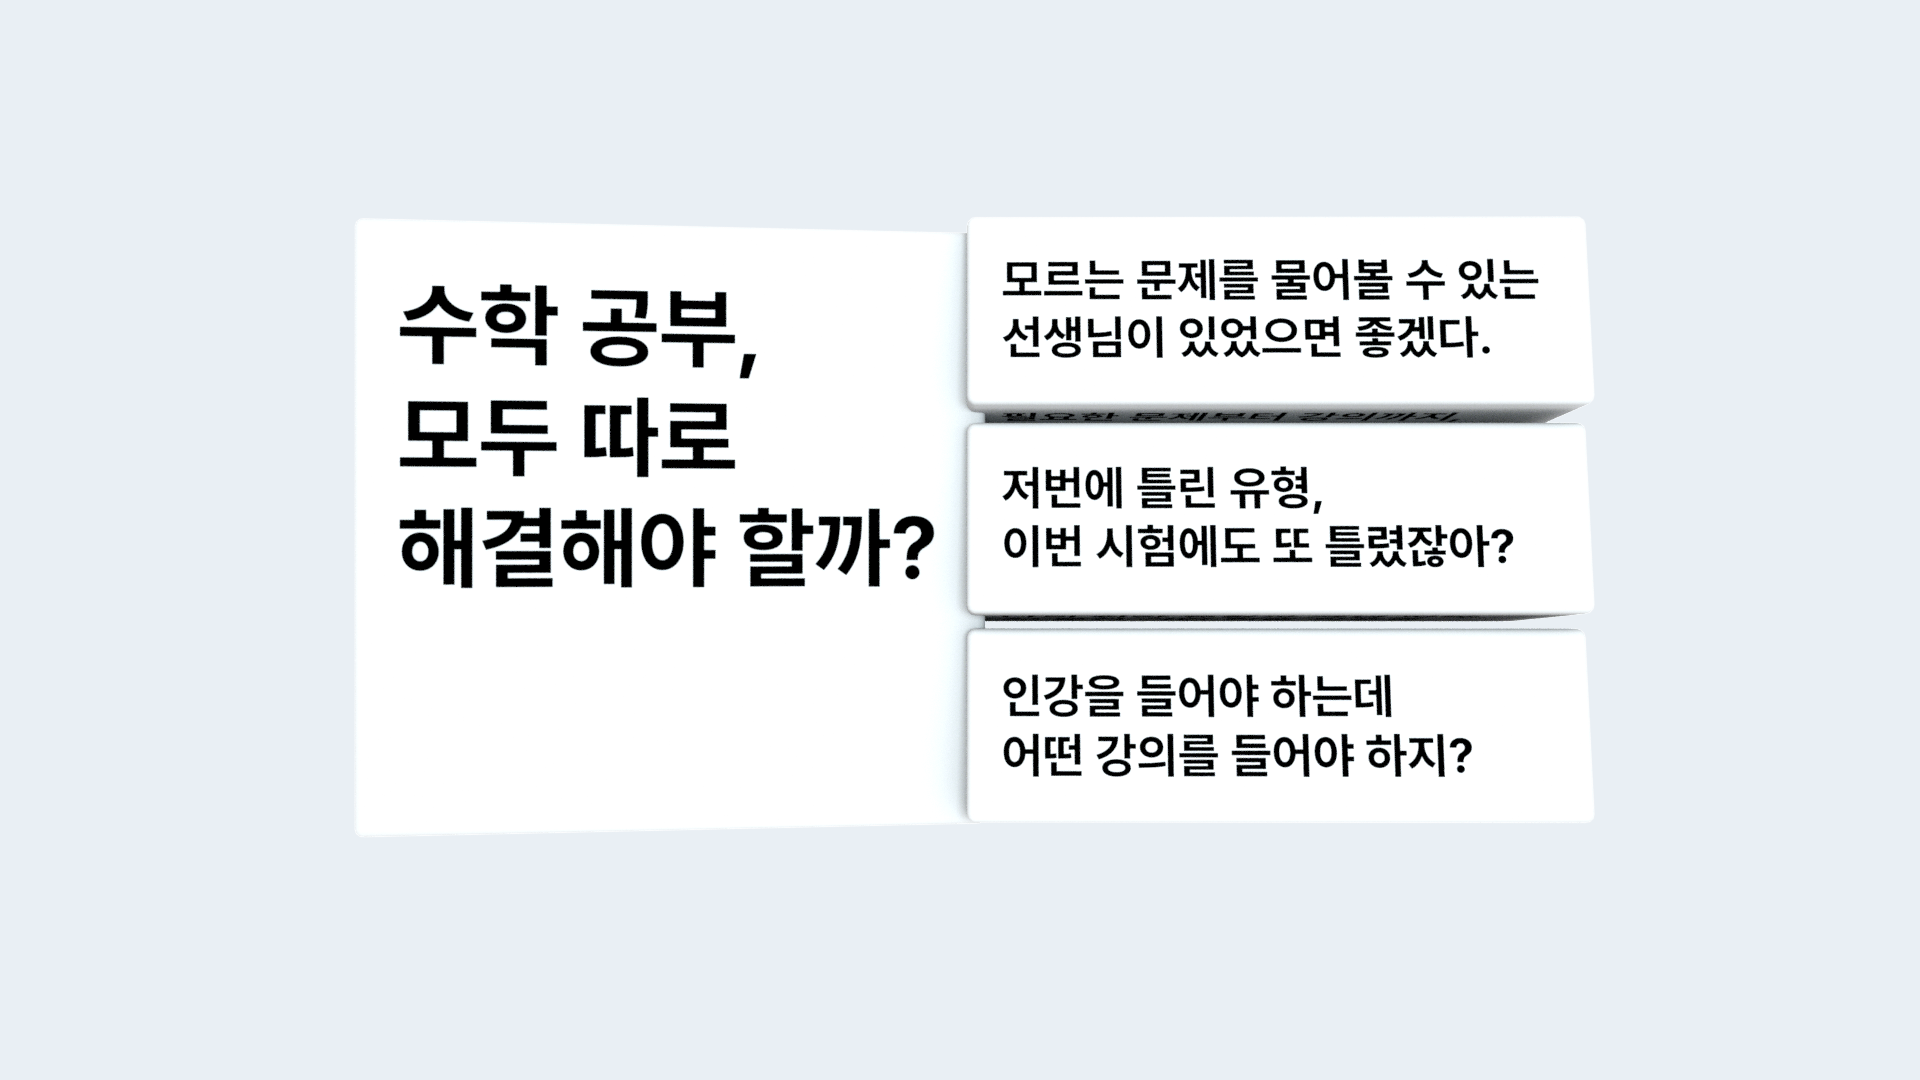 수학 공부,
모두 따로
해결해야 할까?
모르는 문제를 물어볼 수 있는
선생님이 있었으면 좋겠다.
필요한 문제부터 강의까지,
저번에 틀린 유형,
이번 시험에도 또 틀렸잖아?
인강을 들어야 하는데
어떤 강의를 들어야 하지?